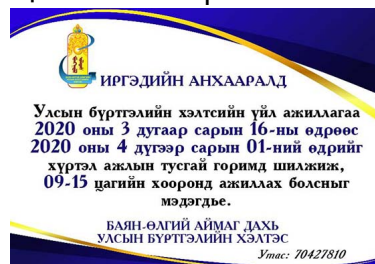 ИРГЭДИЙН АНХААРАЛД
Улсын бүртгэлийн хэлтсийн үйл ажиллагаа
2020 оны 3 дугаар сарын 16-ны өдрөөс
2020 оны 4 дүгээр сарын 01-ний өдрийг
хүртэл ажлын тусгай горимд шилжиж,
09-15 цагийн хооронд ажиллах болсныг
мэдэгдье.
БАЯН-ӨЛГИЙ АЙМАГ ДАХЬ
УЛСЫН БҮРТГЭЛИЙН ХЭЛТЭС
Утас: 70427810